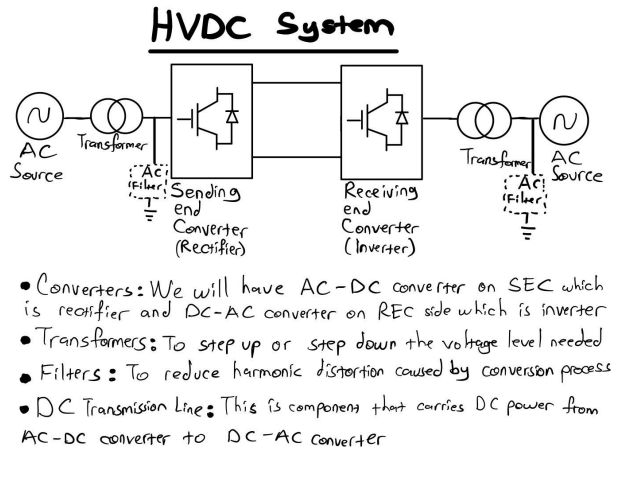 HVDC System
AC
Source
Transformer
AC
Filter
Sending
end
Converter
(Rectifier)
Receiving
end
Converter
(Inverter)
Transformer
AC
Filter
AC
Source
• Converters: We will have AC-DC converter on SEC which
is rectifier and DC-AC converter on REC side which is inverter
• Transformers: To step up or step down the voltage level needed
• Filters: To reduce harmonic distortion caused by conversion process
• DC Transmission Line: This is component that carries DC power from
AC-DC converter to DC-AC converter